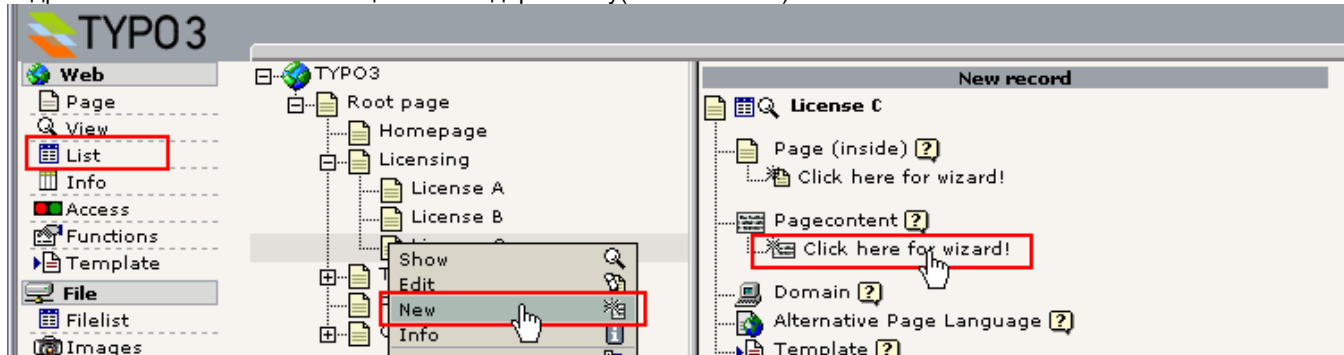 TYPO3
Web
Page
View
List
Info
Access
Functions
Template
File
Filelist
Images
TYPO3
Root page
Homepage
Licensing
License A
License B
Show
Edit
New
Info
New record
License C
Page (inside)
Click here for wizard!
Pagecontent
Click here for wizard!
Domain
Alternative Page Language
Template